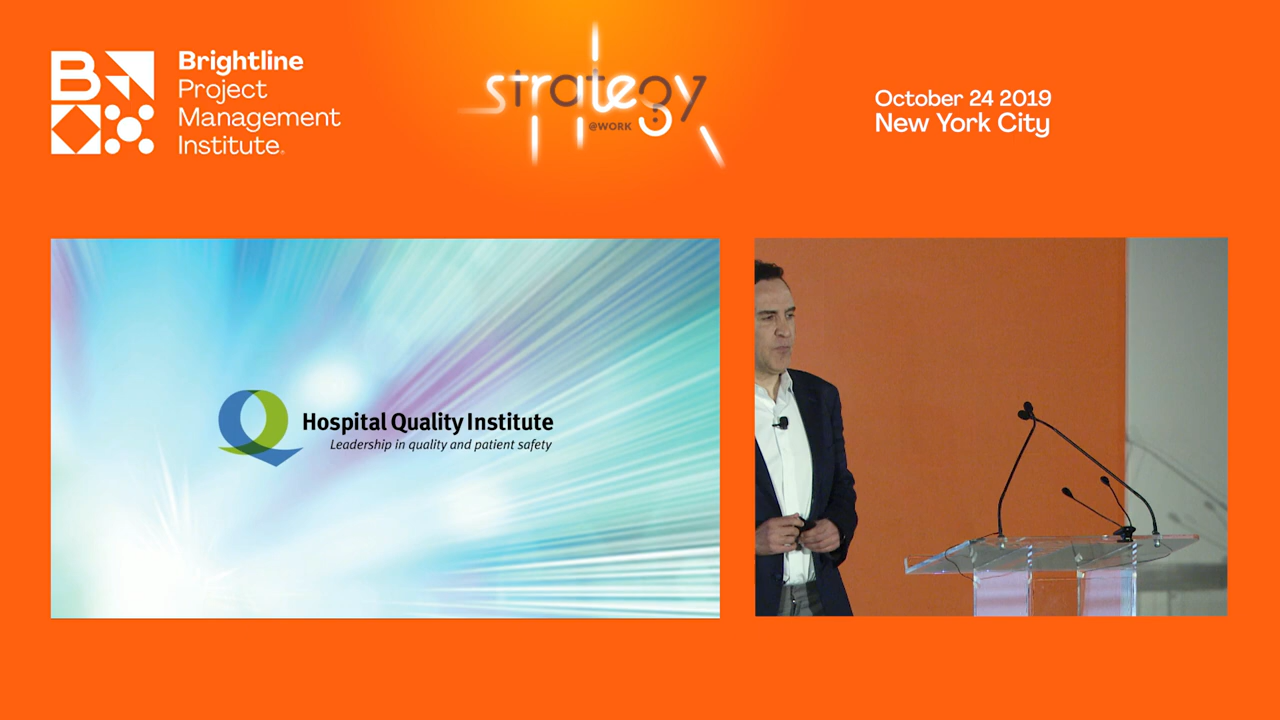 Brightline
Project
Management
Institute.
strategy
@WORK
October 24 2019
New York City
Hospital Quality Institute
Leadership in quality and patient safety